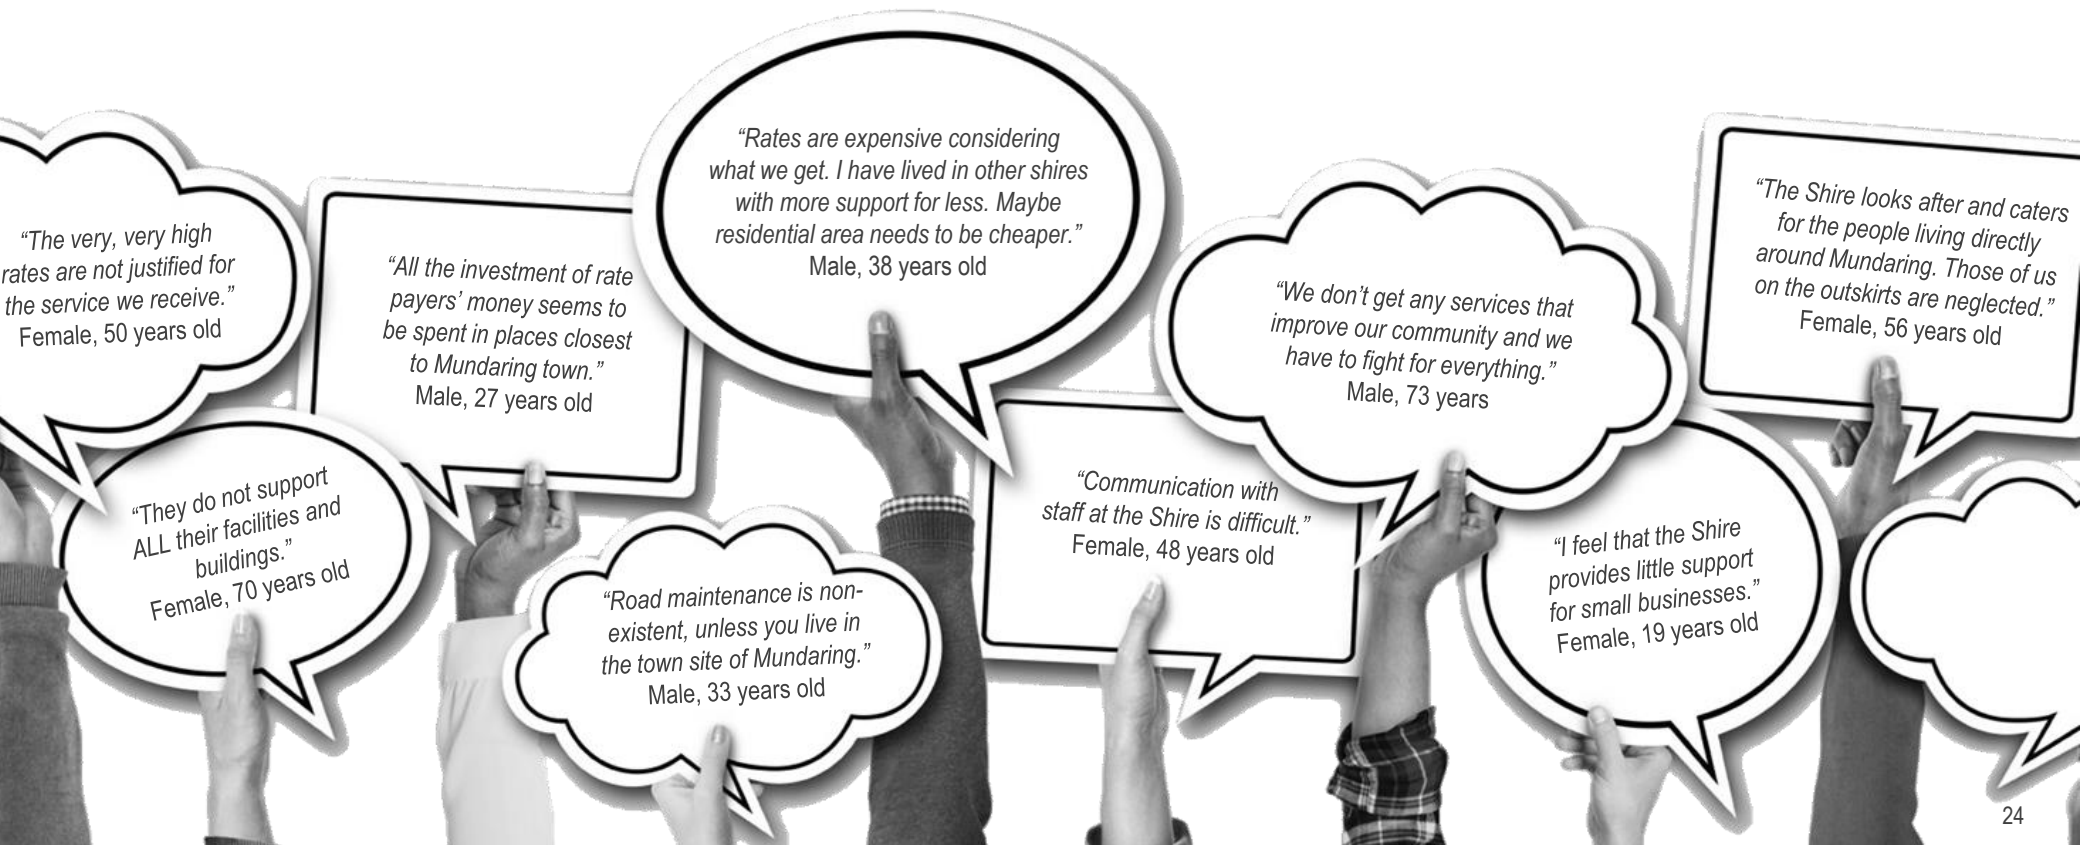 “The very, very high
rates are not justified for
the service we receive.”
Female, 50 years old
“They do not support
ALL their facilities and
buildings.”
Female, 70 years old
“All the investment of rate
payers’ money seems to
be spent in places closest
to Mundaring town.”
Male, 27 years old
“Road maintenance is non-
existent, unless you live in
the town site of Mundaring.”
Male, 33 years old
“Rates are expensive considering
what we get. I have lived in other shires
with more support for less. Maybe
residential area needs to be cheaper.”
Male, 38 years old
“Communication with
staff at the Shire is difficult.”
Female, 48 years old
“We don’t get any services that
improve our community and we
have to fight for everything.”
Male, 73 years
“I feel that the Shire
provides little support
for small businesses.”
Female, 19 years old
“The Shire looks after and caters
for the people living directly
around Mundaring. Those of us
on the outskirts are neglected.”
Female, 56 years old
24